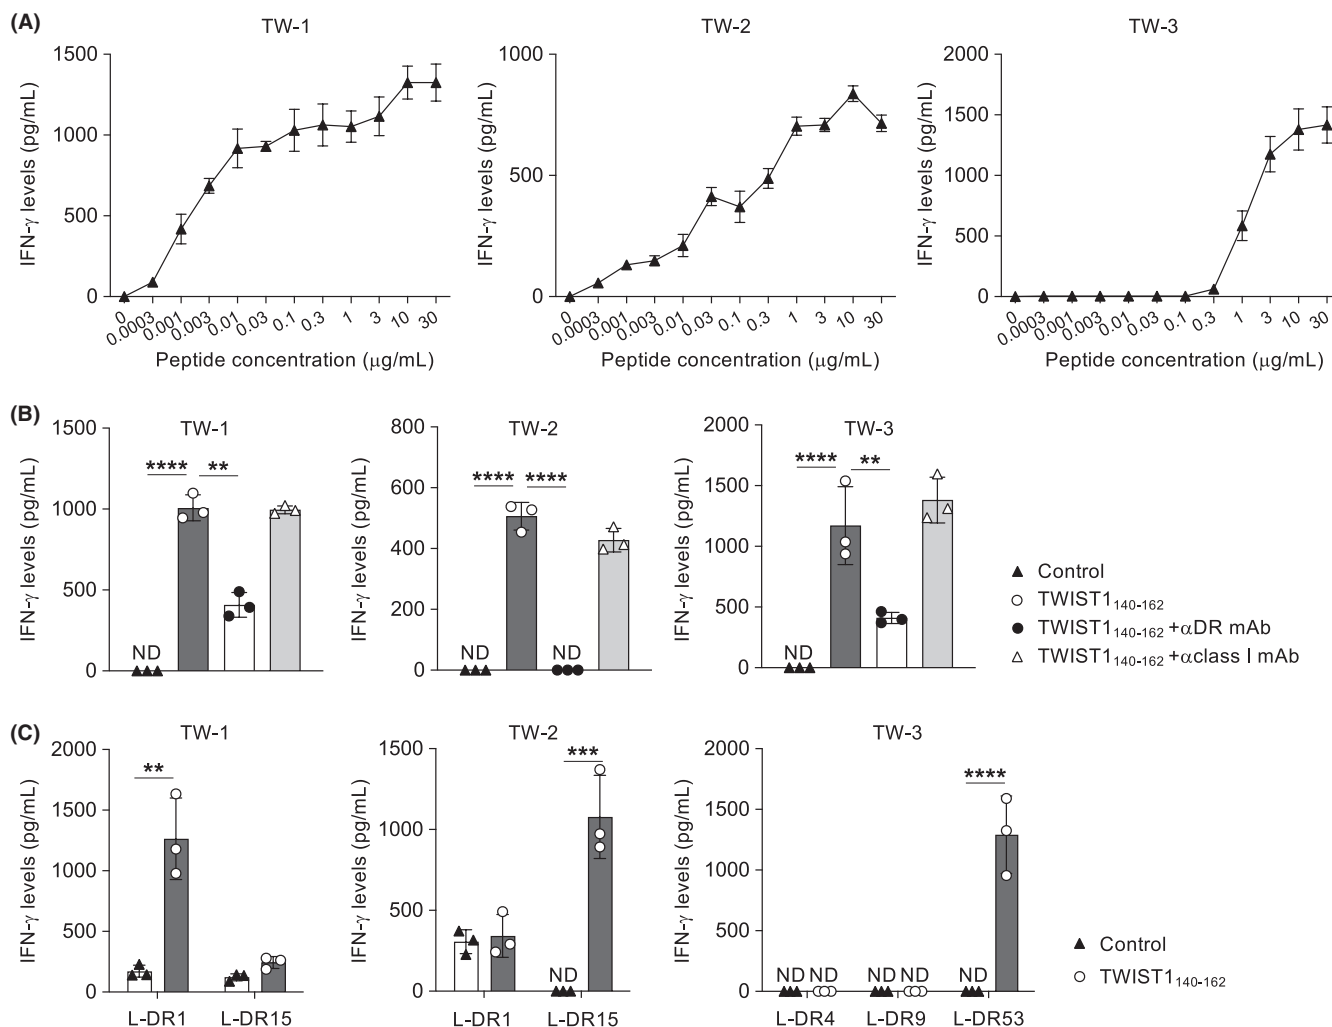 (A)
TW-1
IFN-γ levels (pg/mL)
1500
1000
500
0
0 0.0003 0.001 0.003 0.01 0.03 0.1 0.3 1 3 10 30
Peptide concentration (μg/mL)
TW-2
IFN-γ levels (pg/mL)
1000
500
0
0 0.0003 0.001 0.003 0.01 0.03 0.1 0.3 1 3 10 30
Peptide concentration (μg/mL)
TW-3
IFN-γ levels (pg/mL)
2000
1500
1000
500
0
0 0.0003 0.001 0.003 0.01 0.03 0.1 0.3 1 3 10 30
Peptide concentration (μg/mL)
(B)
TW-1
IFN-γ levels (pg/mL)
1500
1000
500
0
**** **
ND
TW-2
IFN-γ levels (pg/mL)
800
600
400
200
0
**** ****
ND ND
TW-3
IFN-γ levels (pg/mL)
2000
1500
1000
500
0
**** **
ND
Control
TWIST1140-162
TWIST1140-162 +αDR mAb
TWIST1140-162 +αclass I mAb
(C)
TW-1
IFN-γ levels (pg/mL)
2000
1500
1000
500
0
**
L-DR1 L-DR15
TW-2
IFN-γ levels (pg/mL)
1500
1000
500
0
***
ND
L-DR1 L-DR15
TW-3
IFN-γ levels (pg/mL)
2000
1500
1000
500
0
****
ND ND ND ND ND
L-DR4 L-DR9 L-DR53
Control
TWIST1140-162